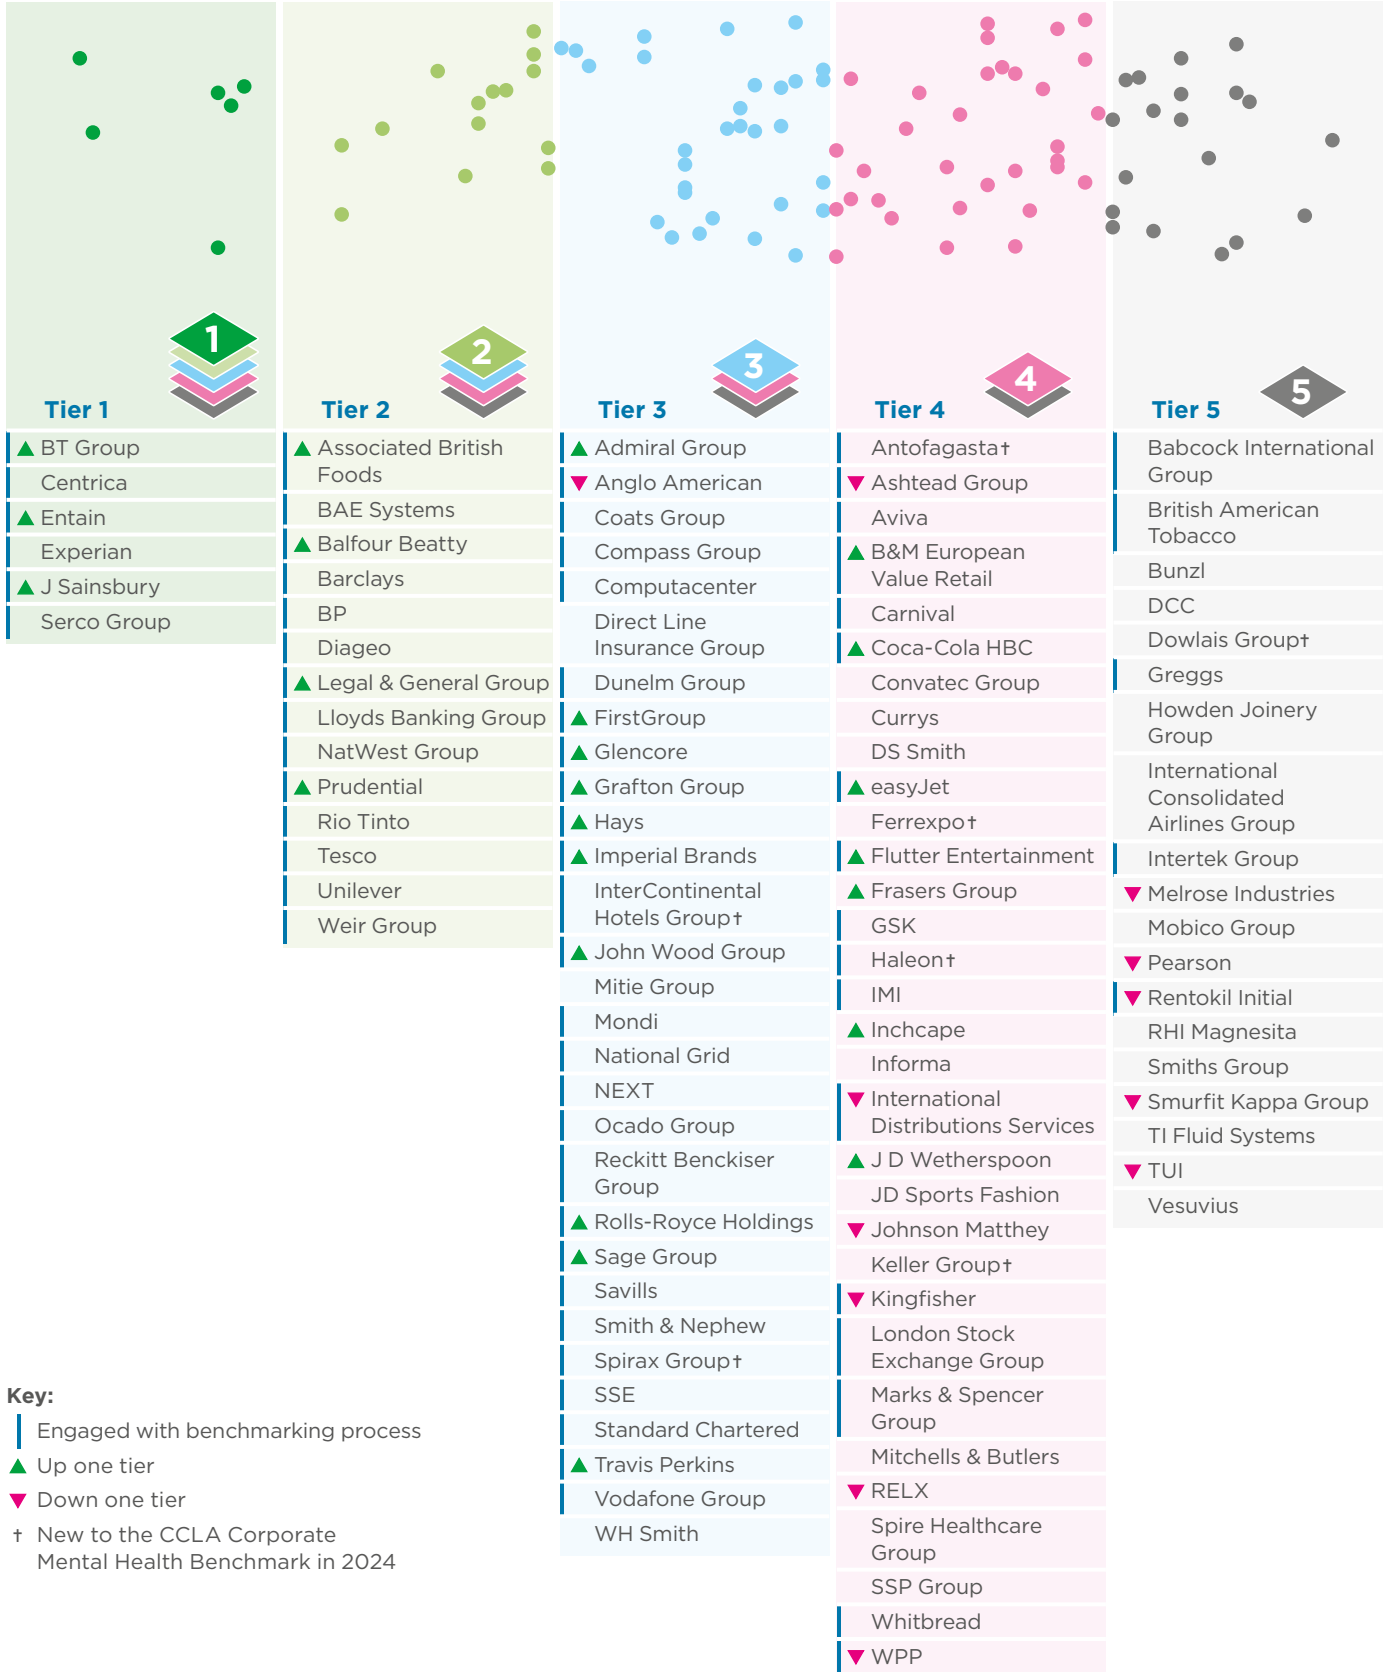 1
Tier 1
BT Group
Centrica
Entain
Experian
J Sainsbury
Serco Group
2
Tier 2
Associated British
Foods
BAE Systems
Balfour Beatty
Barclays
BP
Diageo
Legal & General Group
Lloyds Banking Group
NatWest Group
Prudential
Rio Tinto
Tesco
Unilever
Weir Group
3
Tier 3
Admiral Group
Anglo American
Coats Group
Compass Group
Computacenter
Direct Line
Insurance Group
Dunelm Group
FirstGroup
Glencore
Grafton Group
Hays
Imperial Brands
InterContinental
Hotels Group†
John Wood Group
Mitie Group
Mondi
National Grid
NEXT
Ocado Group
Reckitt Benckiser
Group
Rolls-Royce Holdings
Sage Group
Savills
Smith & Nephew
Spirax Group†
SSE
Standard Chartered
Travis Perkins
Vodafone Group
WH Smith
4
Tier 4
Antofagasta†
Ashtead Group
Aviva
B&M European
Value Retail
Carnival
Coca-Cola HBC
Convatec Group
Currys
DS Smith
easyJet
Ferrexpo†
Flutter Entertainment
Frasers Group
GSK
Haleon†
IMI
Inchcape
Informa
International
Distributions Services
J D Wetherspoon
JD Sports Fashion
Johnson Matthey
Keller Group†
Kingfisher
London Stock
Exchange Group
Marks & Spencer
Group
Mitchells & Butlers
RELX
Spire Healthcare
Group
SSP Group
Whitbread
WPP
5
Tier 5
Babcock International
Group
British American
Tobacco
Bunzl
DCC
Dowlais Group†
Greggs
Howden Joinery
Group
International
Consolidated
Airlines Group
Intertek Group
Melrose Industries
Mobico Group
Pearson
Rentokil Initial
RHI Magnesita
Smiths Group
Smurfit Kappa Group
TI Fluid Systems
TUI
Vesuvius
Key:
Engaged with benchmarking process
Up one tier
Down one tier
† New to the CCLA Corporate
Mental Health Benchmark in 2024